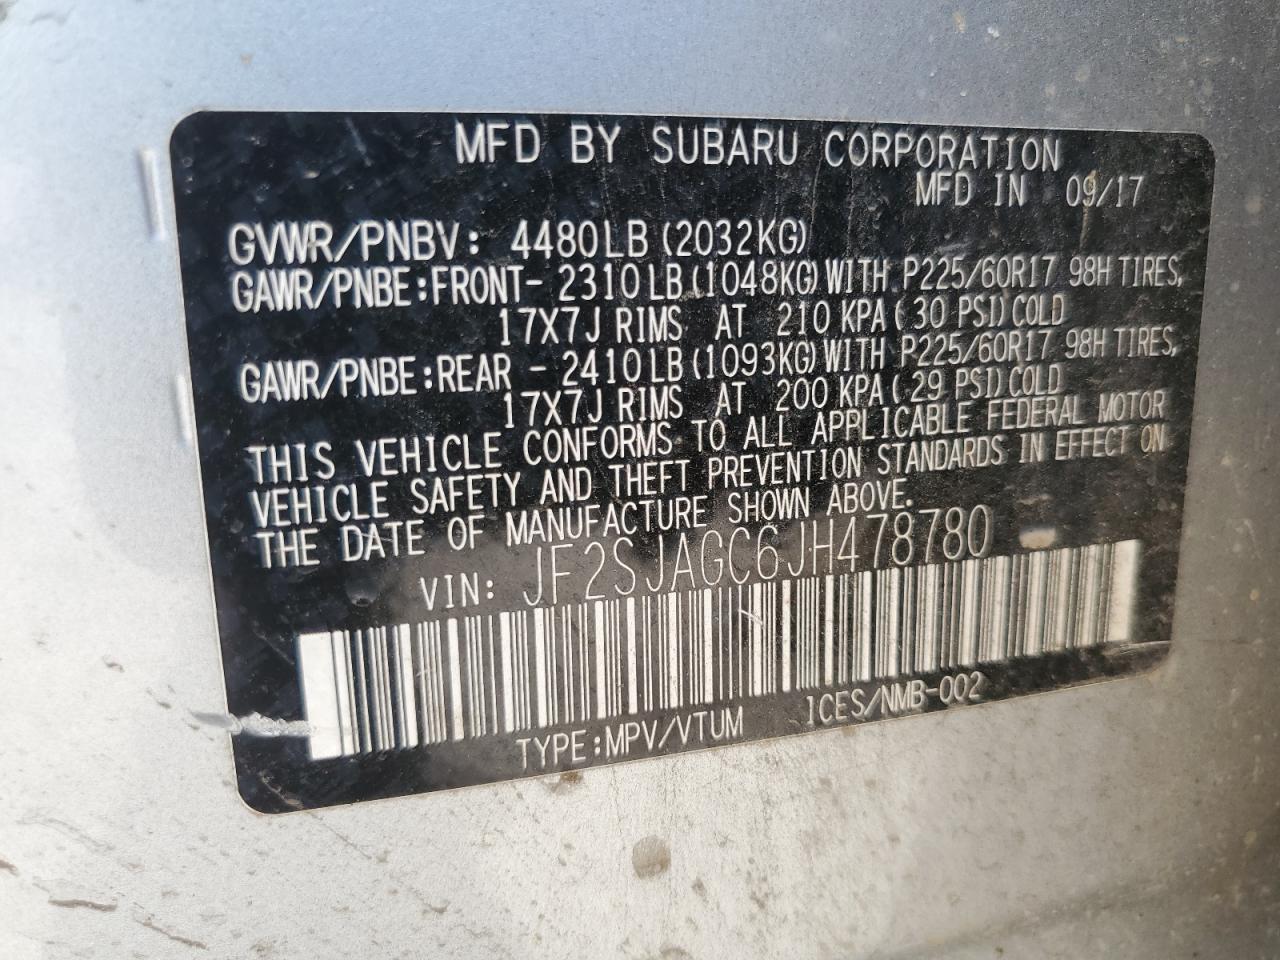 MFD BY SUBARU CORPORATION
MFD IN 09/17
GVWR/PNBV: 4480LB(2032KG)
GAWR/PNBE:FRONT- 2310LB(1048KG)WITH P225/60R17 98H TIRES,
17X7J RIMS AT 210 KPA(30 PSI)COLD
GAWR/PNBE:REAR - 2410LB(1093KG)WITH P225/60R17 98H TIRES,
17X7J RIMS AT 200 KPA(29 PSI)COLD
THIS VEHICLE CONFORMS TO ALL APPLICABLE FEDERAL MOTOR
VEHICLE SAFETY AND THEFT PREVENTION STANDARDS IN EFFECT ON
THE DATE OF MANUFACTURE SHOWN ABOVE.
VIN: JF2SJAGC6JH478780
TYPE:MPV/VTUM ICES/NMB-002